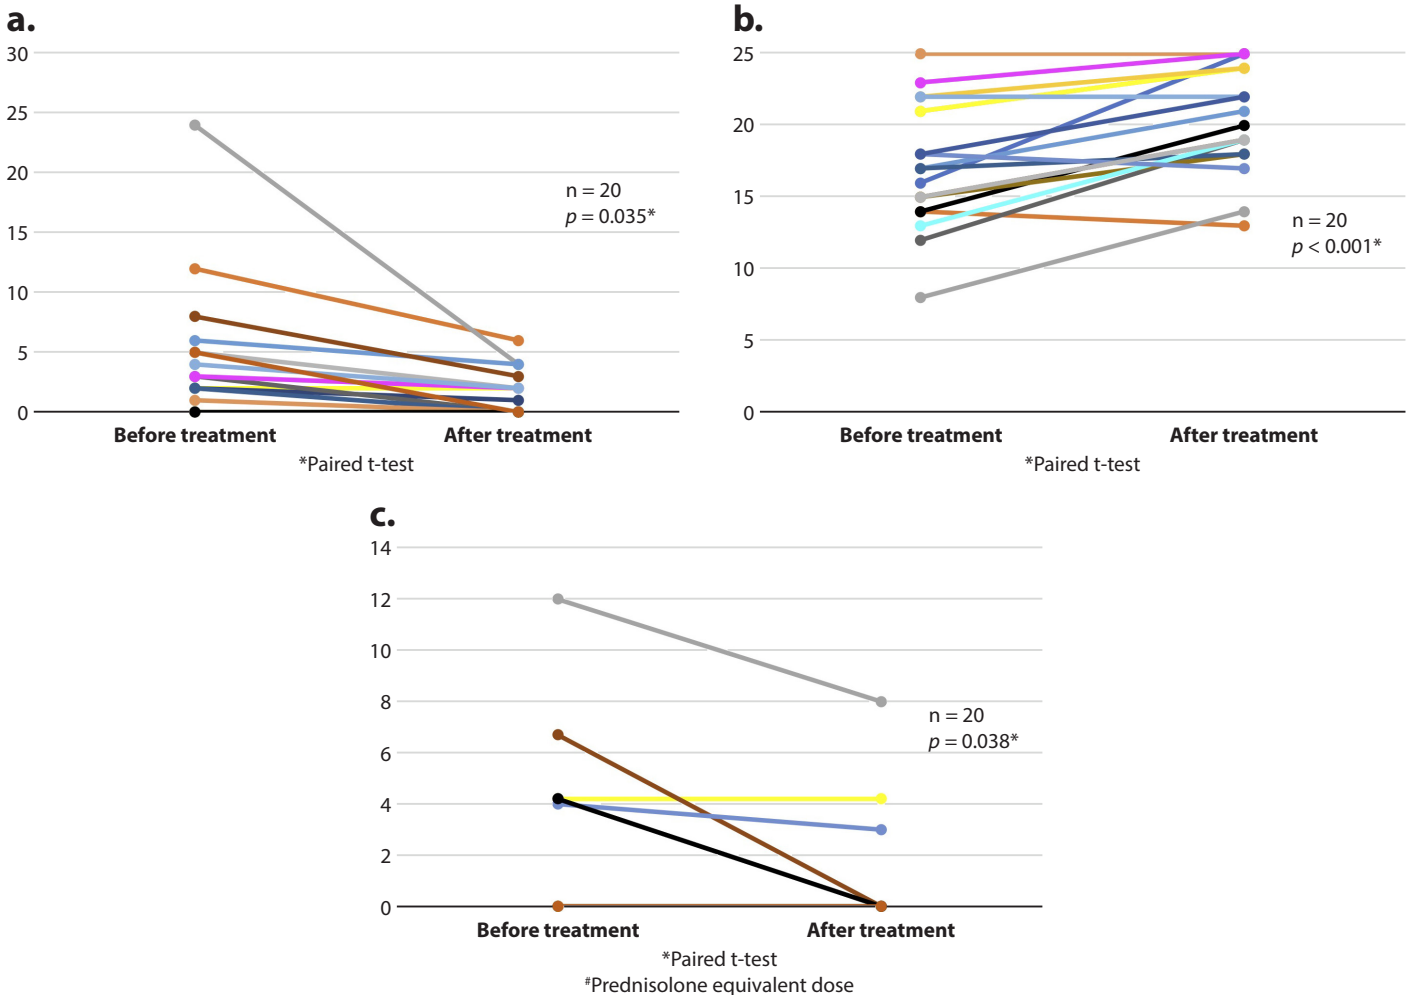 a.
30
25
20
15
10
5
0
n = 20
p = 0.035*
Before treatment
After treatment
*Paired t-test
b.
25
20
15
10
5
0
n = 20
p < 0.001*
Before treatment
After treatment
*Paired t-test
c.
14
12
10
8
6
4
2
0
n = 20
p = 0.038*
Before treatment
After treatment
*Paired t-test
#Prednisolone equivalent dose